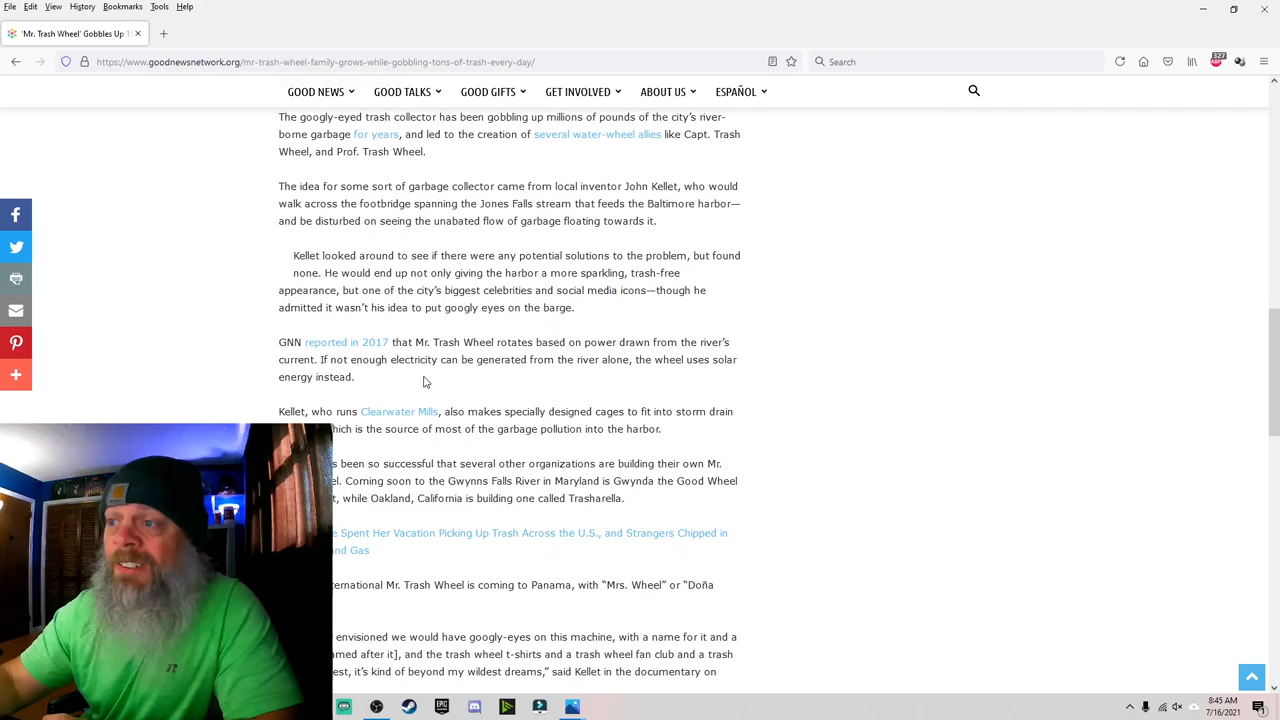 File Edit View History Bookmarks Tools Help
'Mr. Trash Wheel' Gobbles Up 1
https://www.goodnewsnetwork.org/mr-trash-wheel-family-grows-while-gobbling-tons-of-trash-every-day/
Search
327
ABP
GOOD NEWS GOOD TALKS GOOD GIFTS GET INVOLVED ABOUT US ESPAÑOL
The googly-eyed trash collector has been gobbling up millions of pounds of the city's river-
borne garbage for years, and led to the creation of several water-wheel allies like Capt. Trash
Wheel, and Prof. Trash Wheel.
The idea for some sort of garbage collector came from local inventor John Kellet, who would
walk across the footbridge spanning the Jones Falls stream that feeds the Baltimore harbor—
and be disturbed on seeing the unabated flow of garbage floating towards it.
Kellet looked around to see if there were any potential solutions to the problem, but found
none. He would end up not only giving the harbor a more sparkling, trash-free
appearance, but one of the city's biggest celebrities and social media icons—though he
admitted it wasn't his idea to put googly eyes on the barge.
GNN reported in 2017 that Mr. Trash Wheel rotates based on power drawn from the river's
current. If not enough electricity can be generated from the river alone, the wheel uses solar
energy instead.
Kellet, who runs Clearwater Mills, also makes specially designed cages to fit into storm drain
which is the source of most of the garbage pollution into the harbor.
been so successful that several other organizations are building their own Mr.
Coming soon to the Gwynns Falls River in Maryland is Gwynda the Good Wheel
while Oakland, California is building one called Trasharella.
Spent Her Vacation Picking Up Trash Across the U.S., and Strangers Chipped in
and Gas
Mr. Trash Wheel is coming to Panama, with "Mrs. Wheel" or "Doña
envisioned we would have googly-eyes on this machine, with a name for it and a
and the trash wheel t-shirts and a trash wheel fan club and a trash
it's kind of beyond my wildest dreams," said Kellet in the documentary on
8:45 AM
7/16/2021